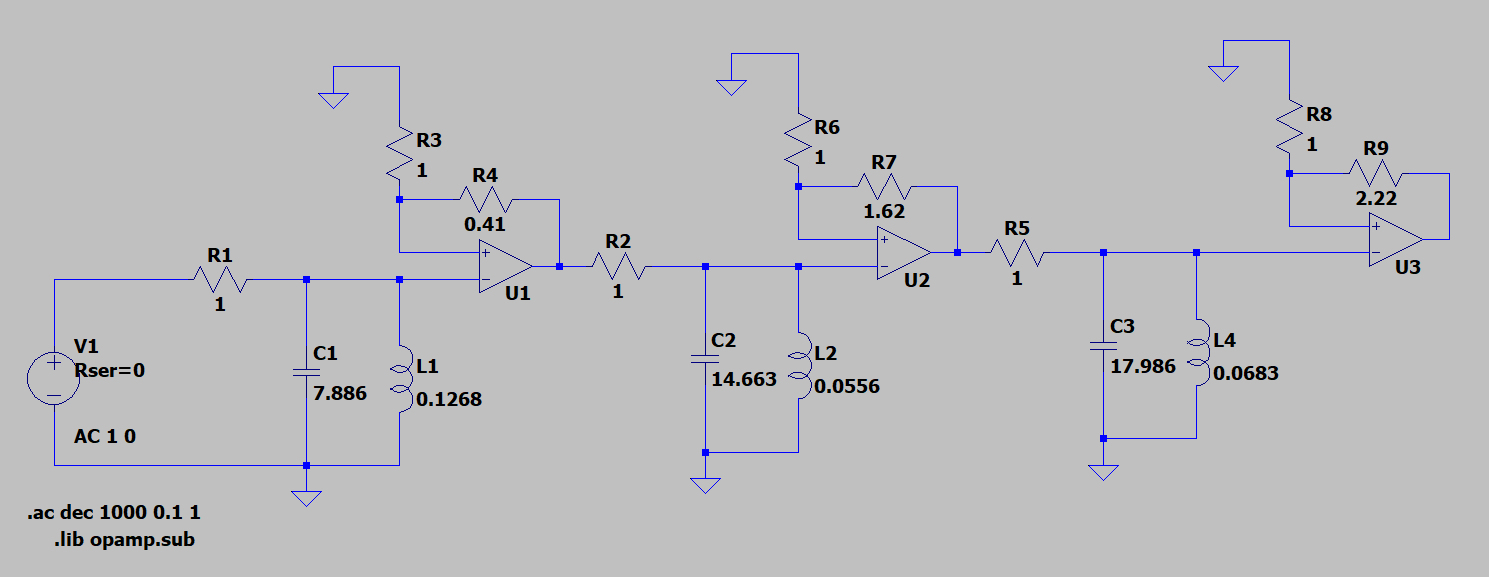 R3
1
R4
0.41
U1
R1
1
V1
Rser=0
AC 1 0
C1
7.886
L1
0.1268
R2
1
R6
1
R7
1.62
U2
C2
14.663
L2
0.0556
R5
1
R8
1
R9
2.22
U3
C3
17.986
L4
0.0683
.ac dec 1000 0.1 1
.lib opamp.sub